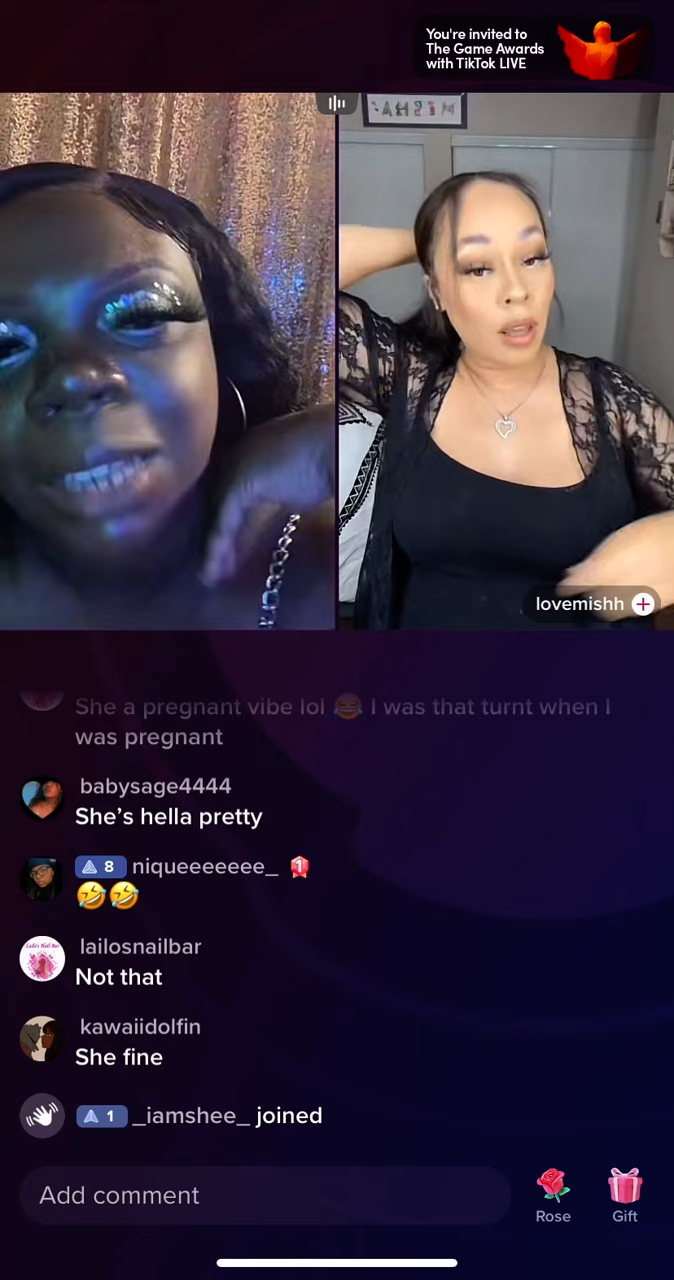 You're invited to
The Game Awards
with TikTok LIVE
lovemishh
She a pregnant vibe lol 😂 I was that turnt when I
was pregnant
babysage4444
She’s hella pretty
8 niqueeeeeee_ 1
🤣🤣
lailosnailbar
Not that
kawaiidolfin
She fine
1 _iamshee_ joined
Add comment
Rose
Gift